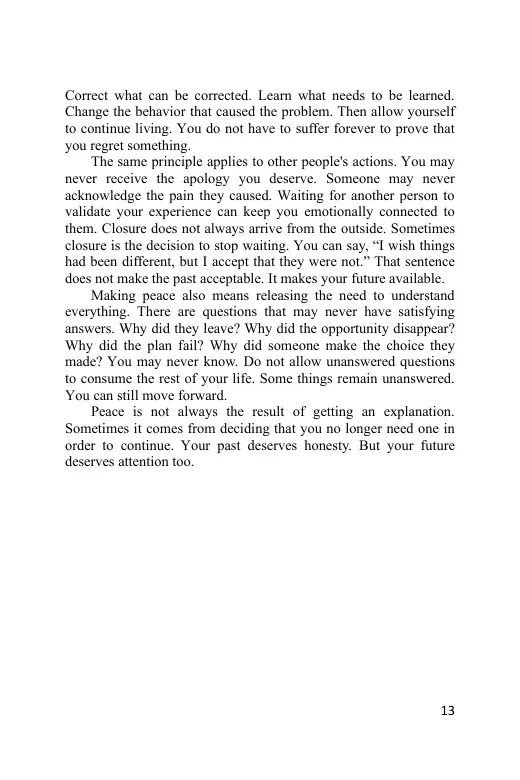 Correct what can be corrected. Learn what needs to be learned.
Change the behavior that caused the problem. Then allow yourself
to continue living. You do not have to suffer forever to prove that
you regret something.
The same principle applies to other people's actions. You may
never receive the apology you deserve. Someone may never
acknowledge the pain they caused. Waiting for another person to
validate your experience can keep you emotionally connected to
them. Closure does not always arrive from the outside. Sometimes
closure is the decision to stop waiting. You can say, “I wish things
had been different, but I accept that they were not.” That sentence
does not make the past acceptable. It makes your future available.
Making peace also means releasing the need to understand
everything. There are questions that may never have satisfying
answers. Why did they leave? Why did the opportunity disappear?
Why did the plan fail? Why did someone make the choice they
made? You may never know. Do not allow unanswered questions
to consume the rest of your life. Some things remain unanswered.
You can still move forward.
Peace is not always the result of getting an explanation.
Sometimes it comes from deciding that you no longer need one in
order to continue. Your past deserves honesty. But your future
deserves attention too.
13